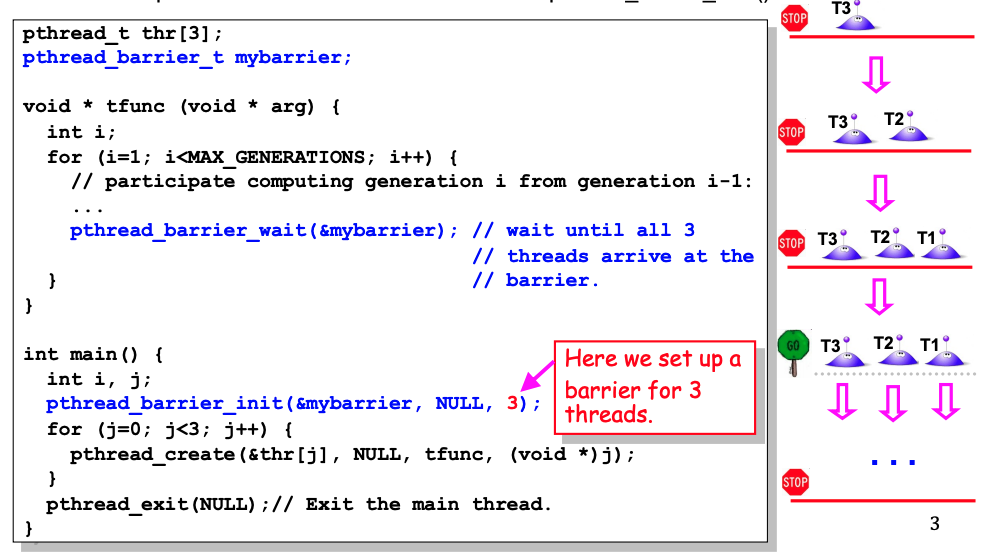 pthread_t thr[3];
pthread_barrier_t mybarrier;
void * tfunc (void * arg) {
int i;
for (i=1; i<MAX_GENERATIONS; i++) {
// participate computing generation i from generation i-1:
...
pthread_barrier_wait(&mybarrier); // wait until all 3
// threads arrive at the
} // barrier.
}
int main() {
int i, j;
pthread_barrier_init(&mybarrier, NULL, 3);
for (j=0; j<3; j++) {
pthread_create(&thr[j], NULL, tfunc, (void *)j);
}
pthread_exit(NULL);// Exit the main thread.
}
Here we set up a
barrier for 3
threads.
STOP T3
STOP T3 T2
STOP T3 T2 T1
GO T3 T2 T1
...
STOP
3